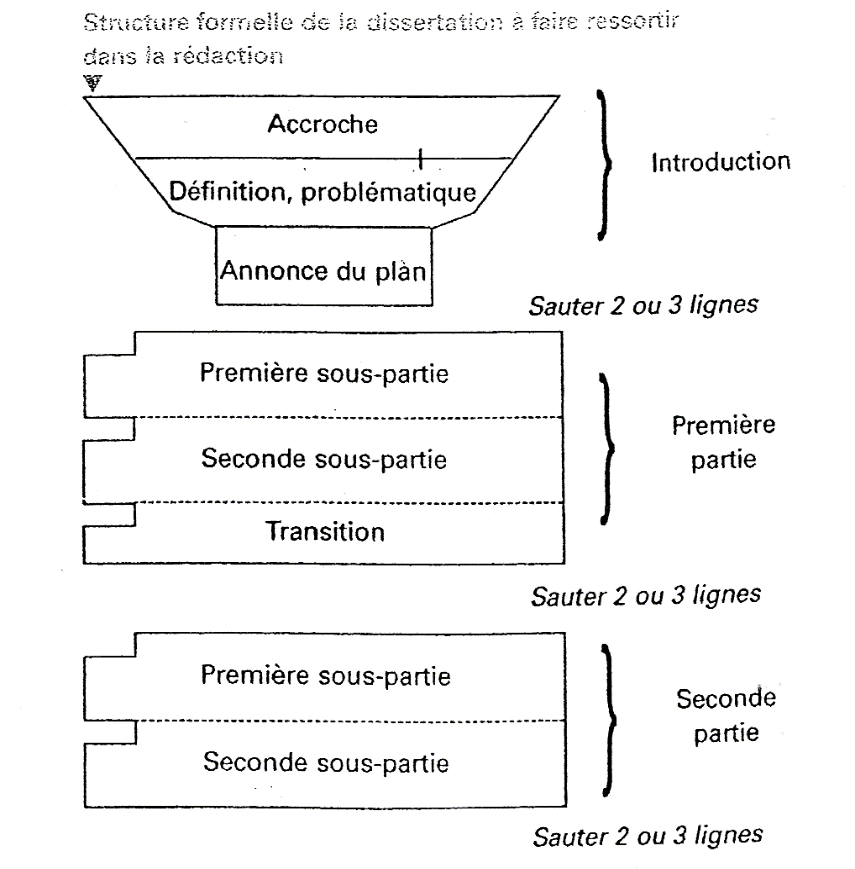 Structure formelle de la dissertation à faire ressortir
dans la rédaction
Accroche
Définition, problématique
Introduction
Annonce du plàn
Sauter 2 ou 3 lignes
Première sous-partie
Seconde sous-partie
Première
partie
Transition
Sauter 2 ou 3 lignes
Première sous-partie
Seconde sous-partie
Seconde
partie
Sauter 2 ou 3 lignes